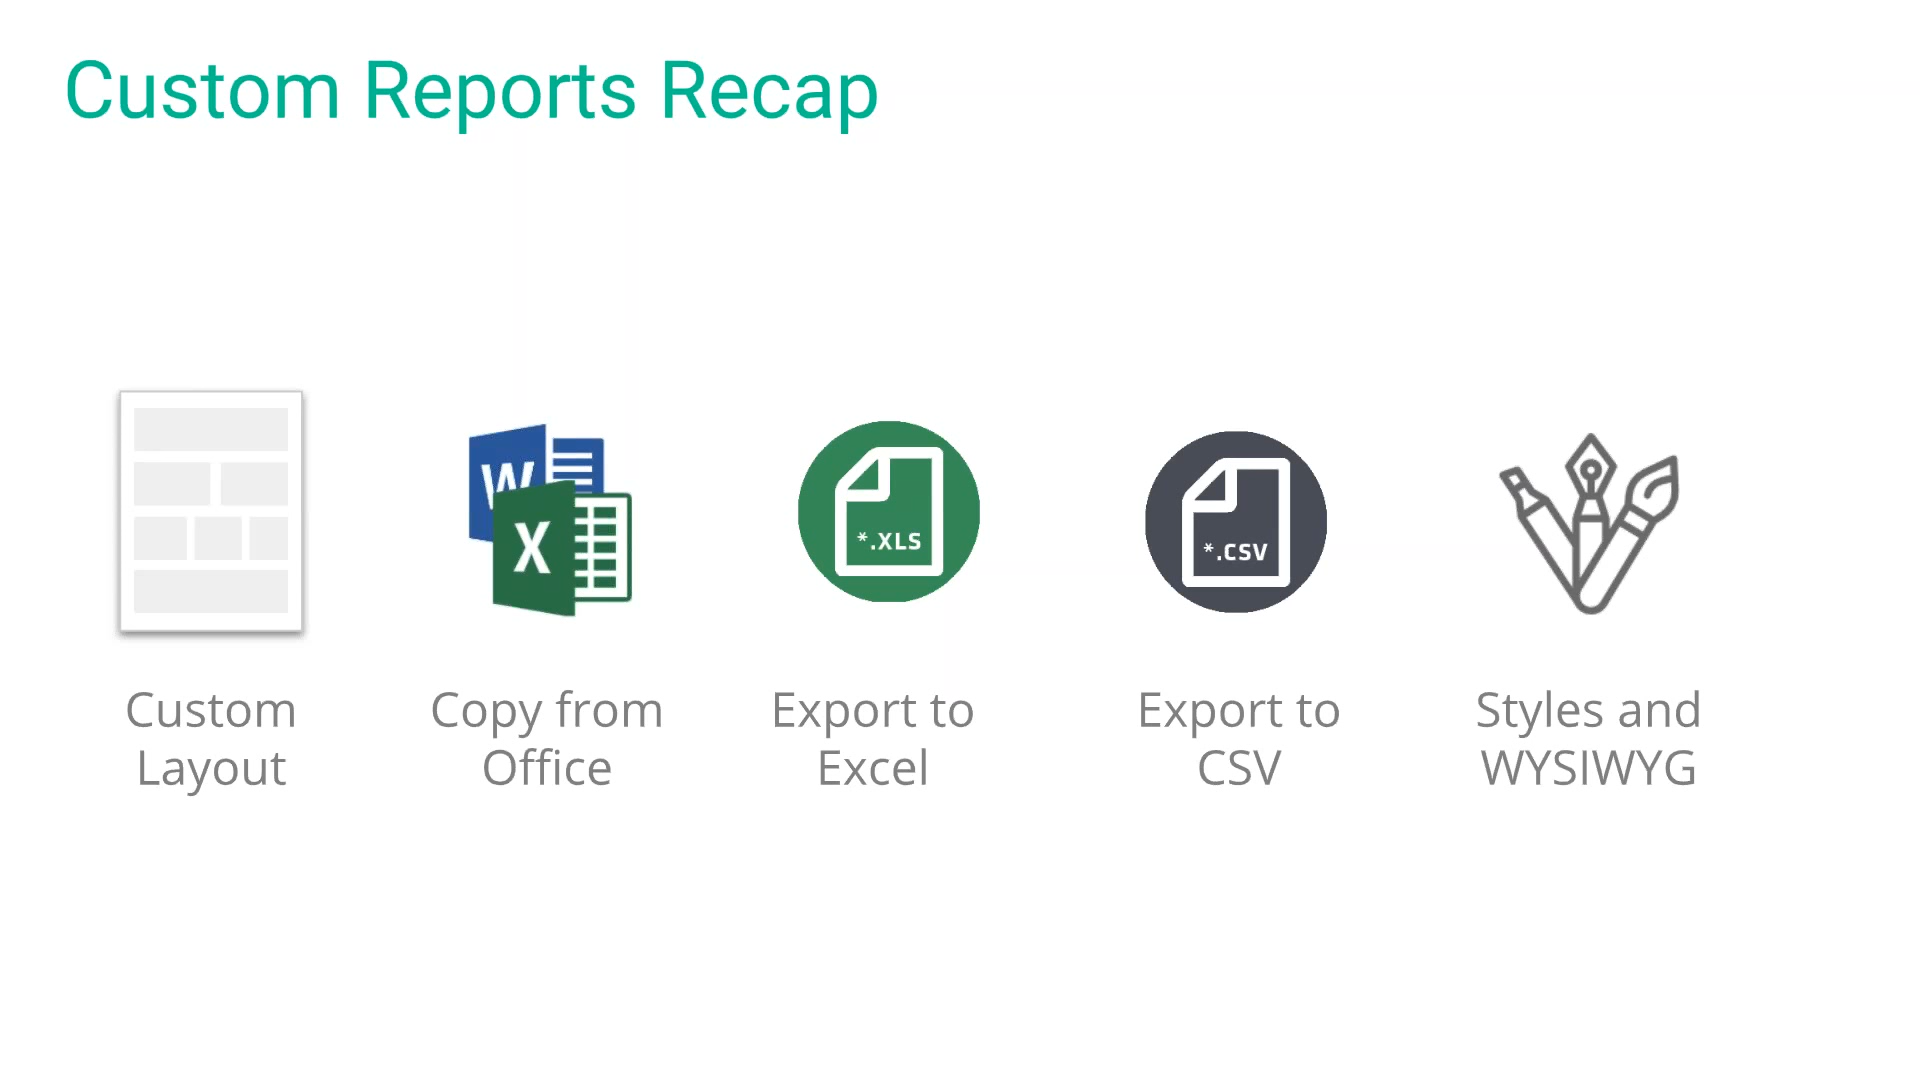 Custom Reports Recap
W
X
*.XLS
*.CSV
Custom
Layout
Copy from
Office
Export to
Excel
Export to
CSV
Styles and
WYSIWYG